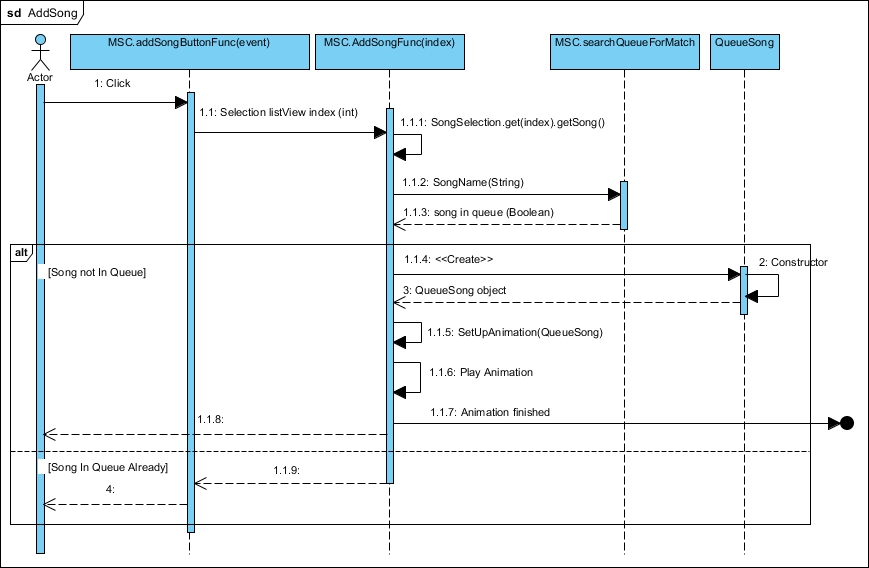 sd AddSong
MSC.addSongButtonFunc(event)
MSC.AddSongFunc(index)
MSC.searchQueueForMatch
QueueSong
Actor
1: Click
1.1: Selection listView index (int)
1.1.1: SongSelection.get(index).getSong()
1.1.2: SongName(String)
1.1.3: song in queue (Boolean)
alt
[Song not In Queue]
1.1.4: <<Create>>
2: Constructor
3: QueueSong object
1.1.5: SetUpAnimation(QueueSong)
1.1.6: Play Animation
1.1.7: Animation finished
1.1.8:
[Song In Queue Already]
1.1.9:
4: